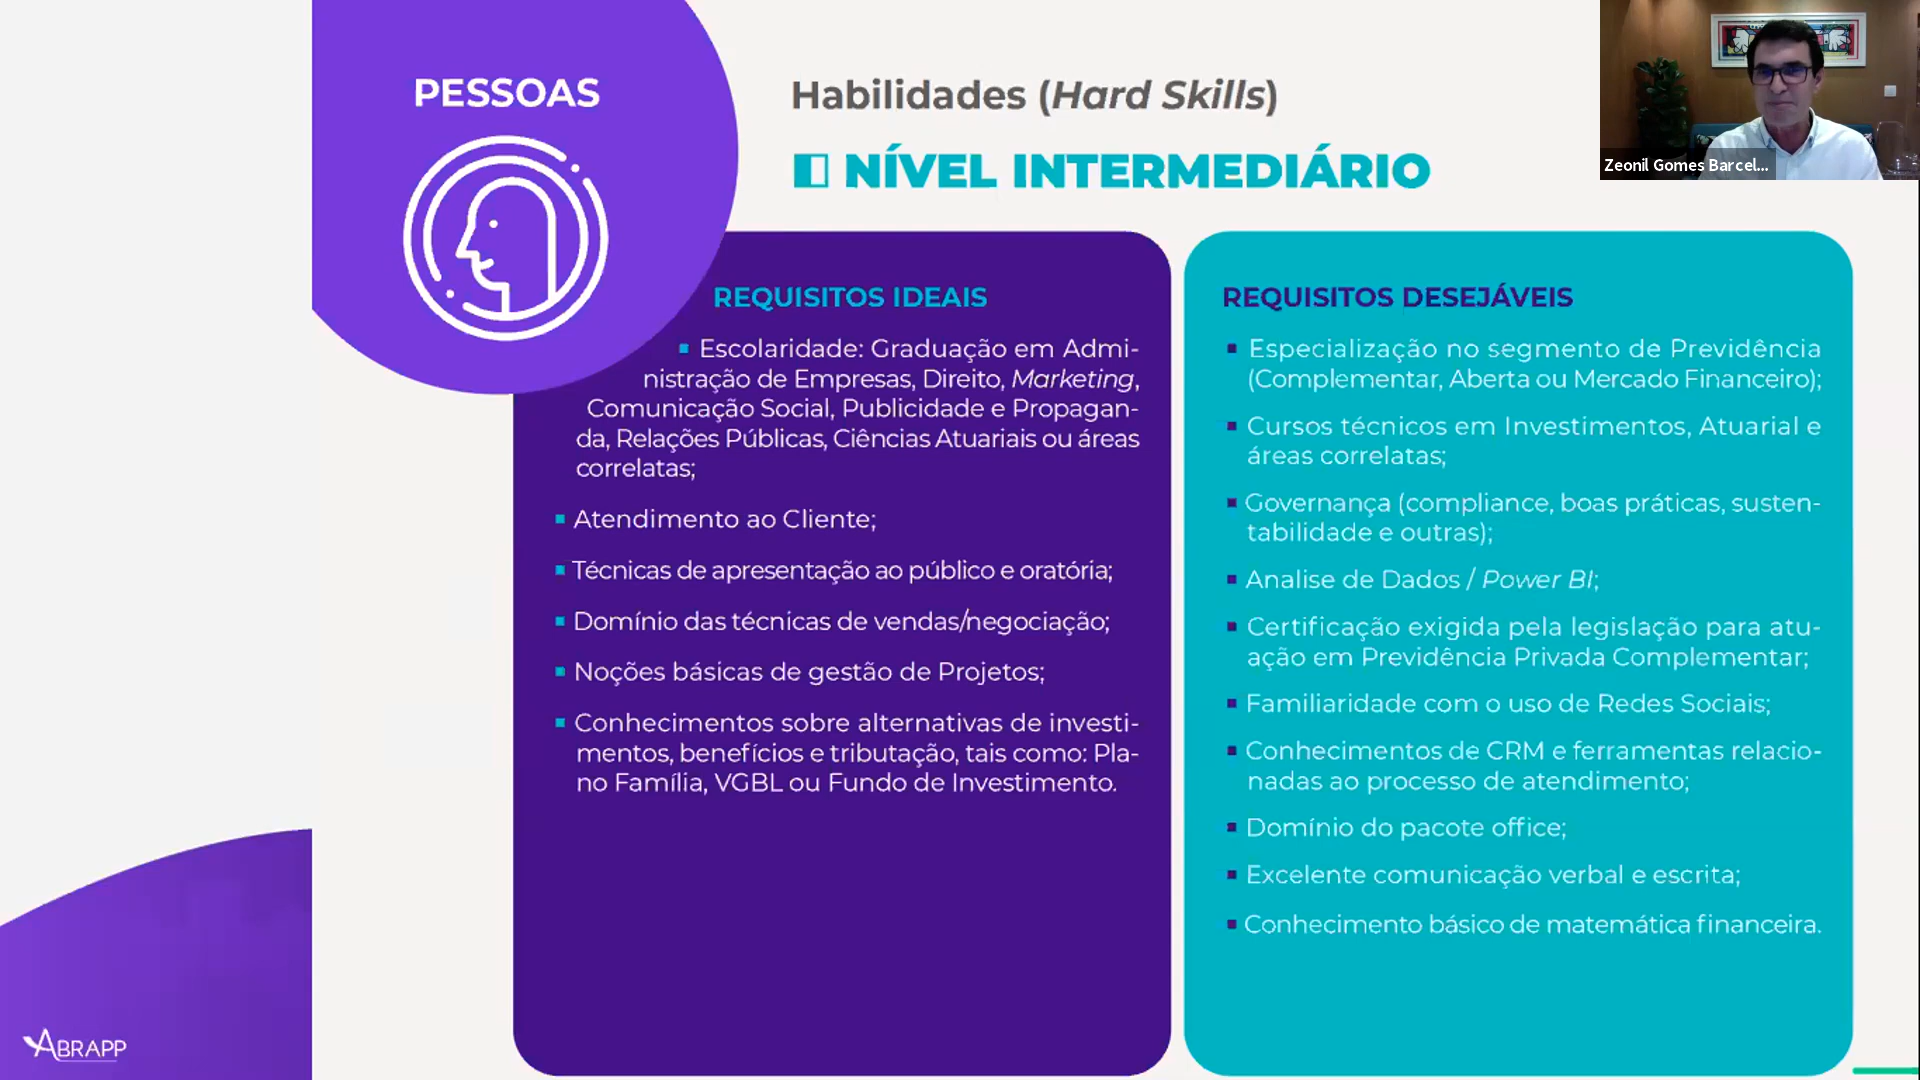 PESSOAS
Habilidades (Hard Skills)
NÍVEL INTERMEDIÁRIO
Zeonil Gomes Barcel...
REQUISITOS IDEAIS
Escolaridade: Graduação em Admi-
nistração de Empresas, Direito, Marketing,
Comunicação Social, Publicidade e Propagan-
da, Relações Públicas, Ciências Atuariais ou áreas
correlatas;
Atendimento ao Cliente;
Técnicas de apresentação ao público e oratória;
Domínio das técnicas de vendas/negociação;
Noções básicas de gestão de Projetos;
Conhecimentos sobre alternativas de investi-
mentos, benefícios e tributação, tais como: Pla-
no Família, VGBL ou Fundo de Investimento.
REQUISITOS DESEJÁVEIS
Especialização no segmento de Previdência
(Complementar, Aberta ou Mercado Financeiro);
Cursos técnicos em Investimentos, Atuarial e
áreas correlatas;
Governança (compliance, boas práticas, susten-
tabilidade e outras);
Analise de Dados / Power BI;
Certificação exigida pela legislação para atu-
ação em Previdência Privada Complementar;
Familiaridade com o uso de Redes Sociais;
Conhecimentos de CRM e ferramentas relacio-
nadas ao processo de atendimento;
Domínio do pacote office;
Excelente comunicação verbal e escrita;
Conhecimento básico de matemática financeira.
ABRAPP